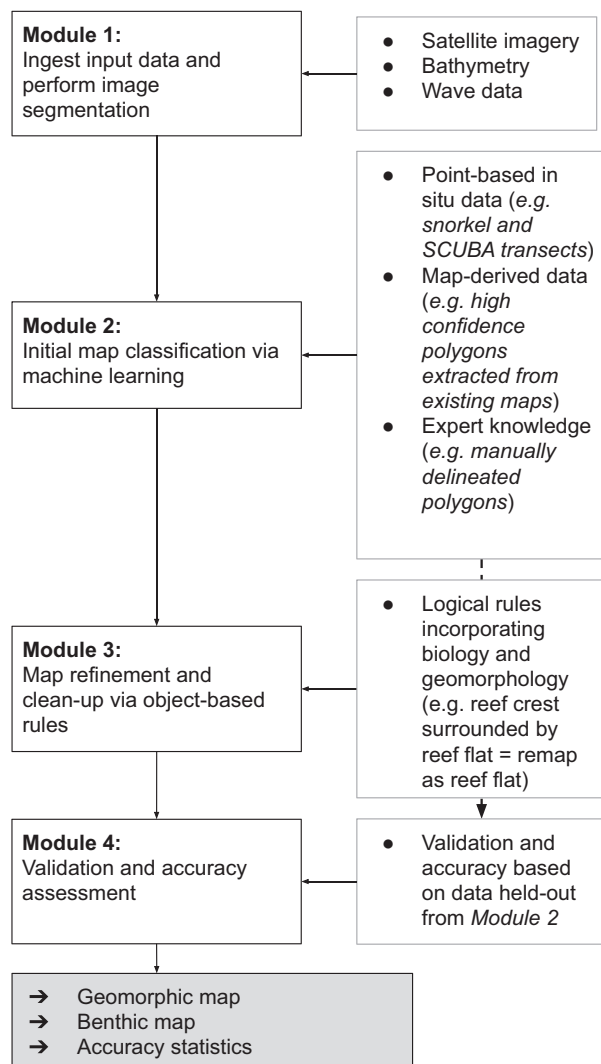 Module 1:
Ingest input data and
perform image
segmentation
● Satellite imagery
● Bathymetry
● Wave data
● Point-based in
situ data (e.g.
snorkel and
SCUBA transects)
● Map-derived data
(e.g. high
confidence
polygons
extracted from
existing maps)
● Expert knowledge
(e.g. manually
delineated
polygons)
Module 2:
Initial map classification via
machine learning
Module 3:
Map refinement and
clean-up via object-based
rules
● Logical rules
incorporating
biology and
geomorphology
(e.g. reef crest
surrounded by
reef flat = remap
as reef flat)
Module 4:
Validation and accuracy
assessment
● Validation and
accuracy based
on data held-out
from Module 2
➔ Geomorphic map
➔ Benthic map
➔ Accuracy statistics